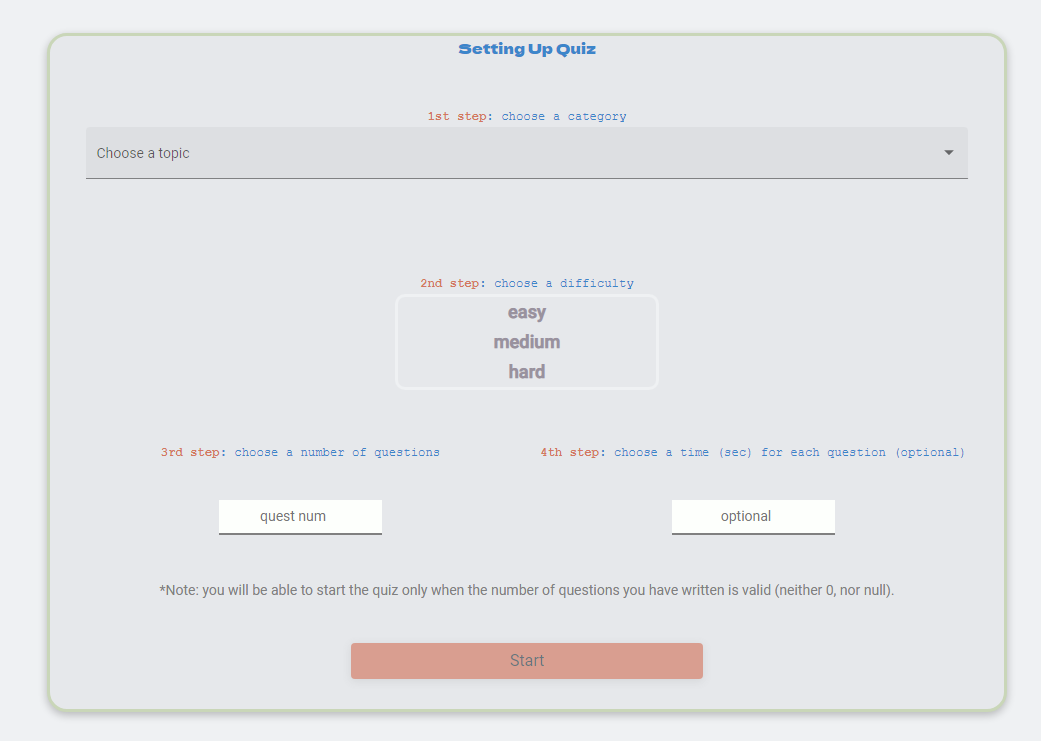 Setting Up Quiz
1st step: choose a category
Choose a topic
2nd step: choose a difficulty
easy
medium
hard
3rd step: choose a number of questions
4th step: choose a time (sec) for each question (optional)
quest num
optional
*Note: you will be able to start the quiz only when the number of questions you have written is valid (neither 0, nor null).
Start